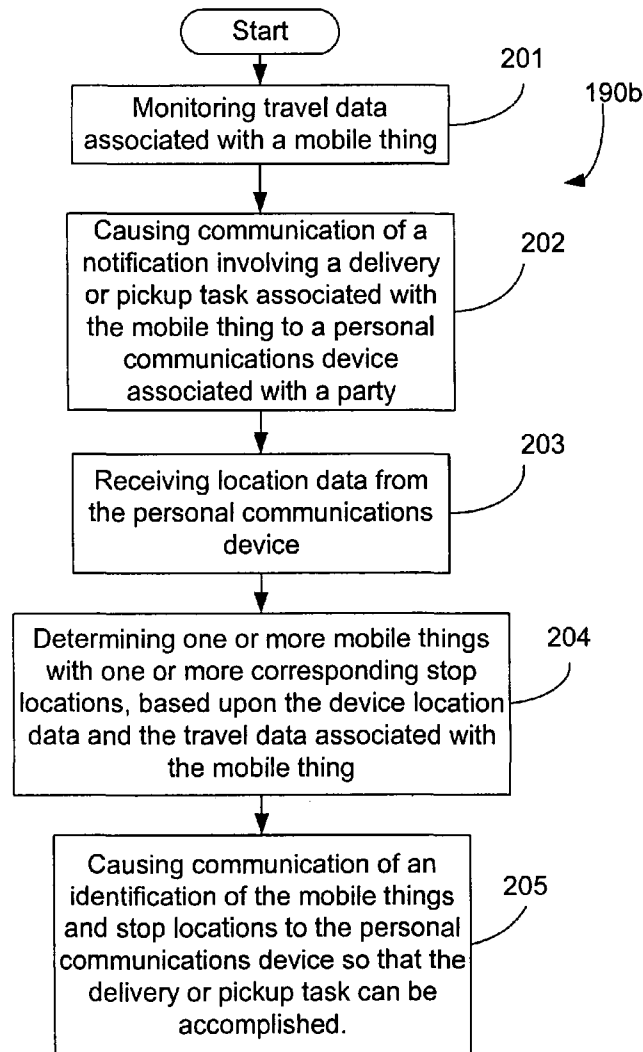 Start
201
190b
Monitoring travel data
associated with a mobile thing
202
Causing communication of a
notification involving a delivery
or pickup task associated with
the mobile thing to a personal
communications device
associated with a party
203
Receiving location data from
the personal communications
device
204
Determining one or more mobile things
with one or more corresponding stop
locations, based upon the device location
data and the travel data associated with
the mobile thing
205
Causing communication of an
identification of the mobile things
and stop locations to the personal
communications device so that the
delivery or pickup task can be
accomplished.